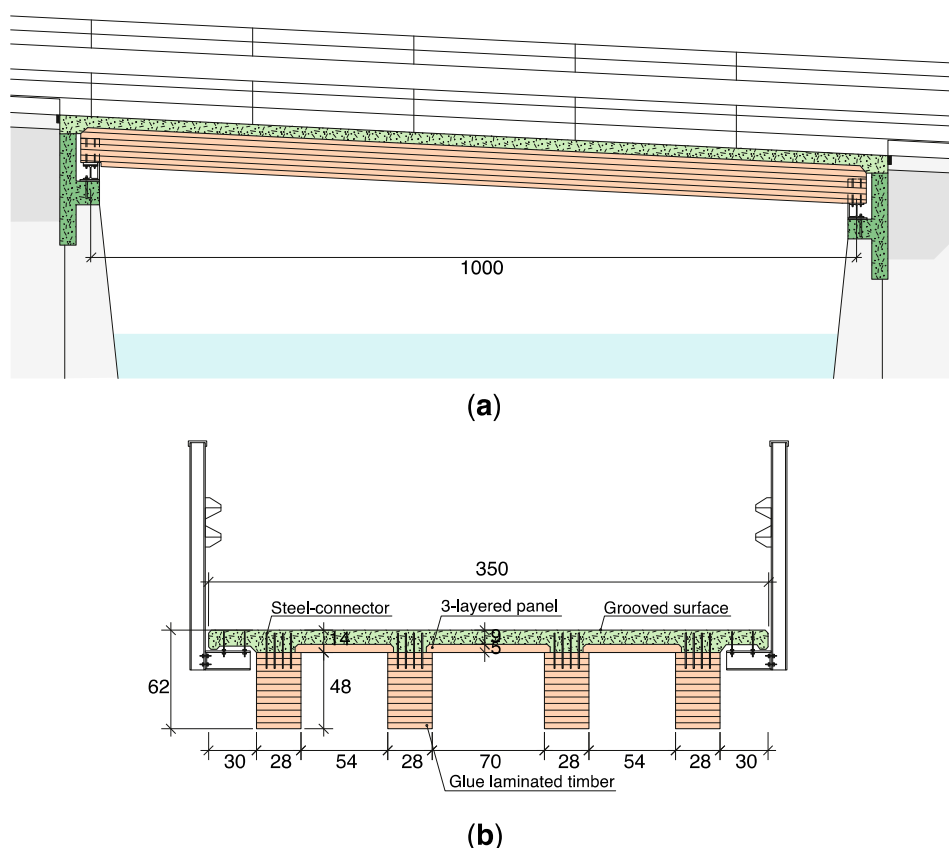 1000
(a)
350
Steel-connector
3-layered panel
Grooved surface
14
9
5
62
48
30
28
54
28
70
28
54
28
30
Glue laminated timber
(b)